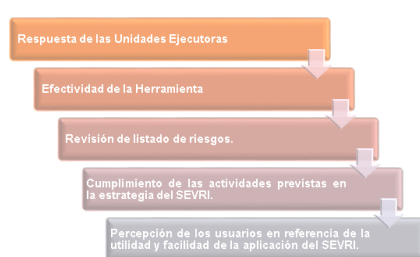 Respuesta de las Unidades Ejecutoras
Efectividad de la Herramienta
Revisión de listado de riesgos.
Cumplimiento de las actividades previstas en
la estrategia del SEVRI.
Percepción de los usuarios en referencia de la
utilidad y facilidad de la aplicación del SEVRI.